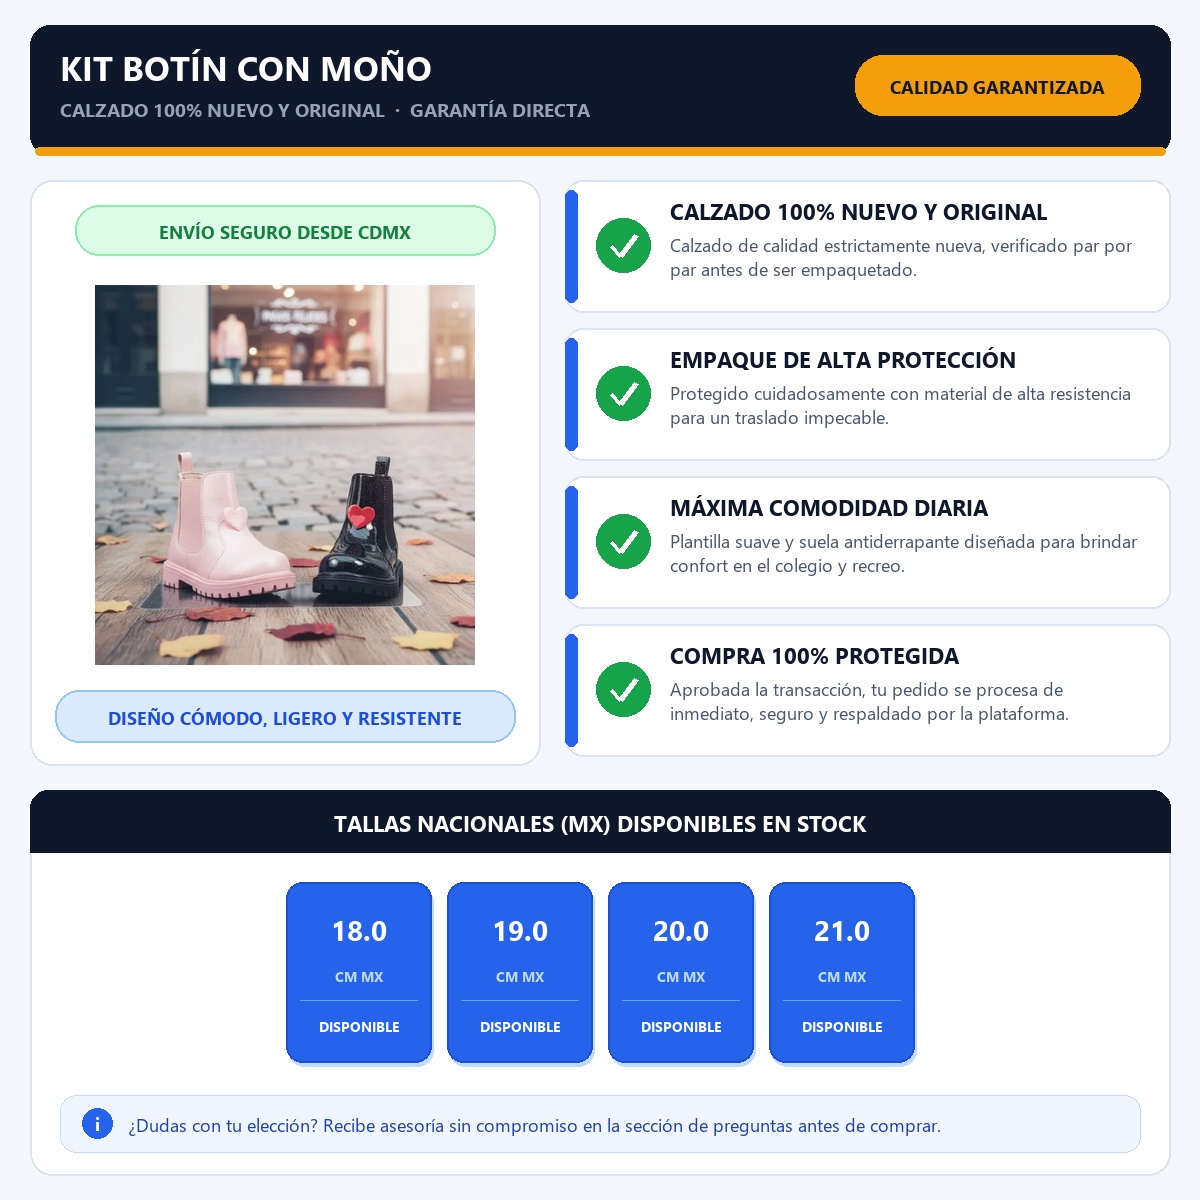 KIT BOTÍN CON MOÑO
CALZADO 100% NUEVO Y ORIGINAL · GARANTÍA DIRECTA
CALIDAD GARANTIZADA
ENVÍO SEGURO DESDE CDMX
DISEÑO CÓMODO, LIGERO Y RESISTENTE
CALZADO 100% NUEVO Y ORIGINAL
Calzado de calidad estrictamente nueva, verificado par por
par antes de ser empaquetado.
EMPAQUE DE ALTA PROTECCIÓN
Protegido cuidadosamente con material de alta resistencia
para un traslado impecable.
MÁXIMA COMODIDAD DIARIA
Plantilla suave y suela antiderrapante diseñada para brindar
confort en el colegio y recreo.
COMPRA 100% PROTEGIDA
Aprobada la transacción, tu pedido se procesa de
inmediato, seguro y respaldado por la plataforma.
TALLAS NACIONALES (MX) DISPONIBLES EN STOCK
18.0
CM MX
DISPONIBLE
19.0
CM MX
DISPONIBLE
20.0
CM MX
DISPONIBLE
21.0
CM MX
DISPONIBLE
¿Dudas con tu elección? Recibe asesoría sin compromiso en la sección de preguntas antes de comprar.